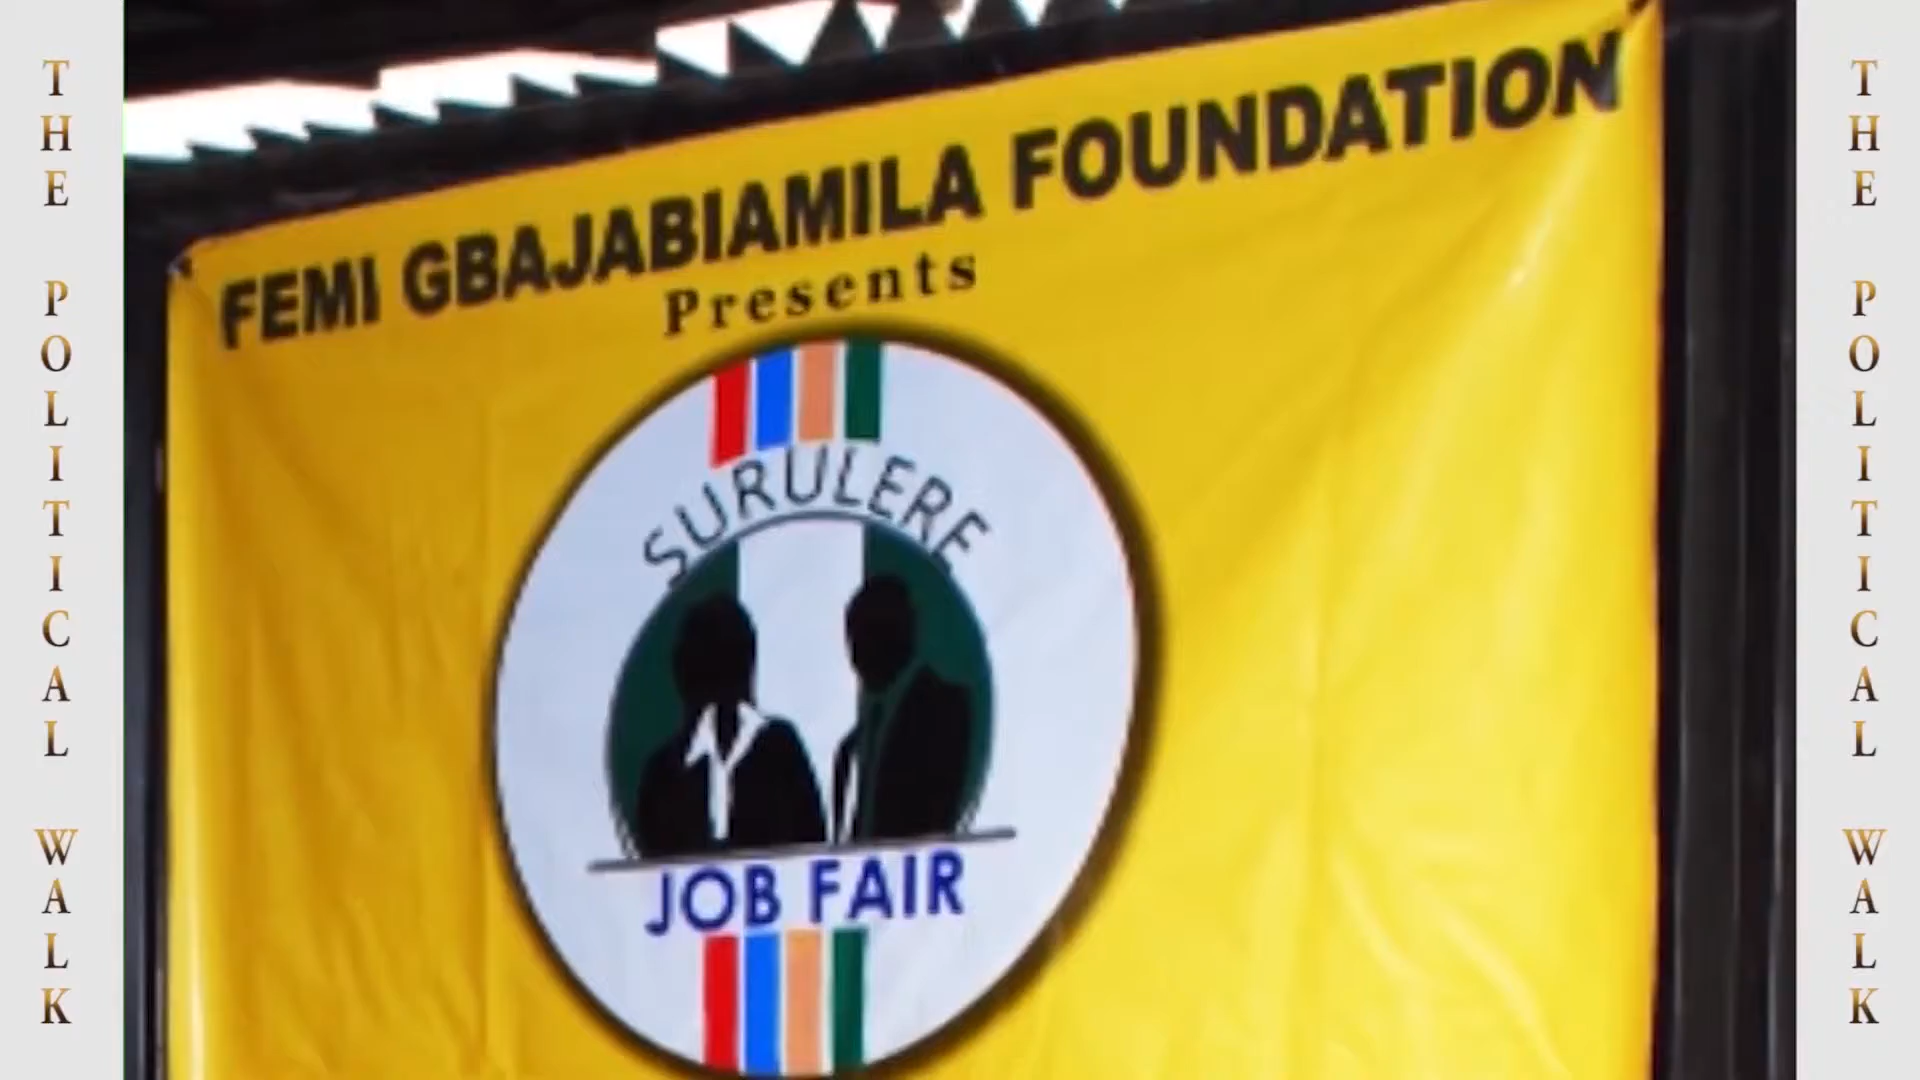 THE POLITICAL WALK
FEMI GBAJABIAMILA FOUNDATION
Presents
SURULERE
JOB FAIR
THE POLITICAL WALK